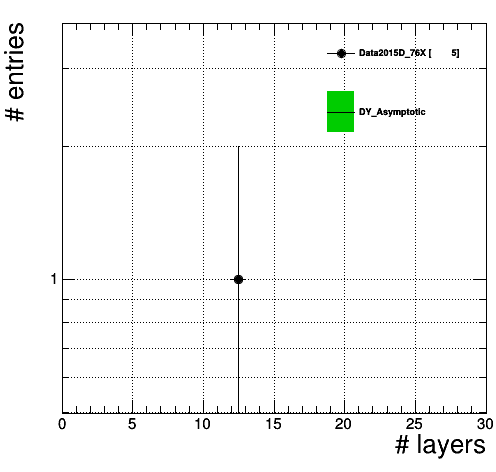 # entries
Data2015D_76X [ 5]
DY_Asymptotic
1
0 5 10 15 20 25 30
# layers